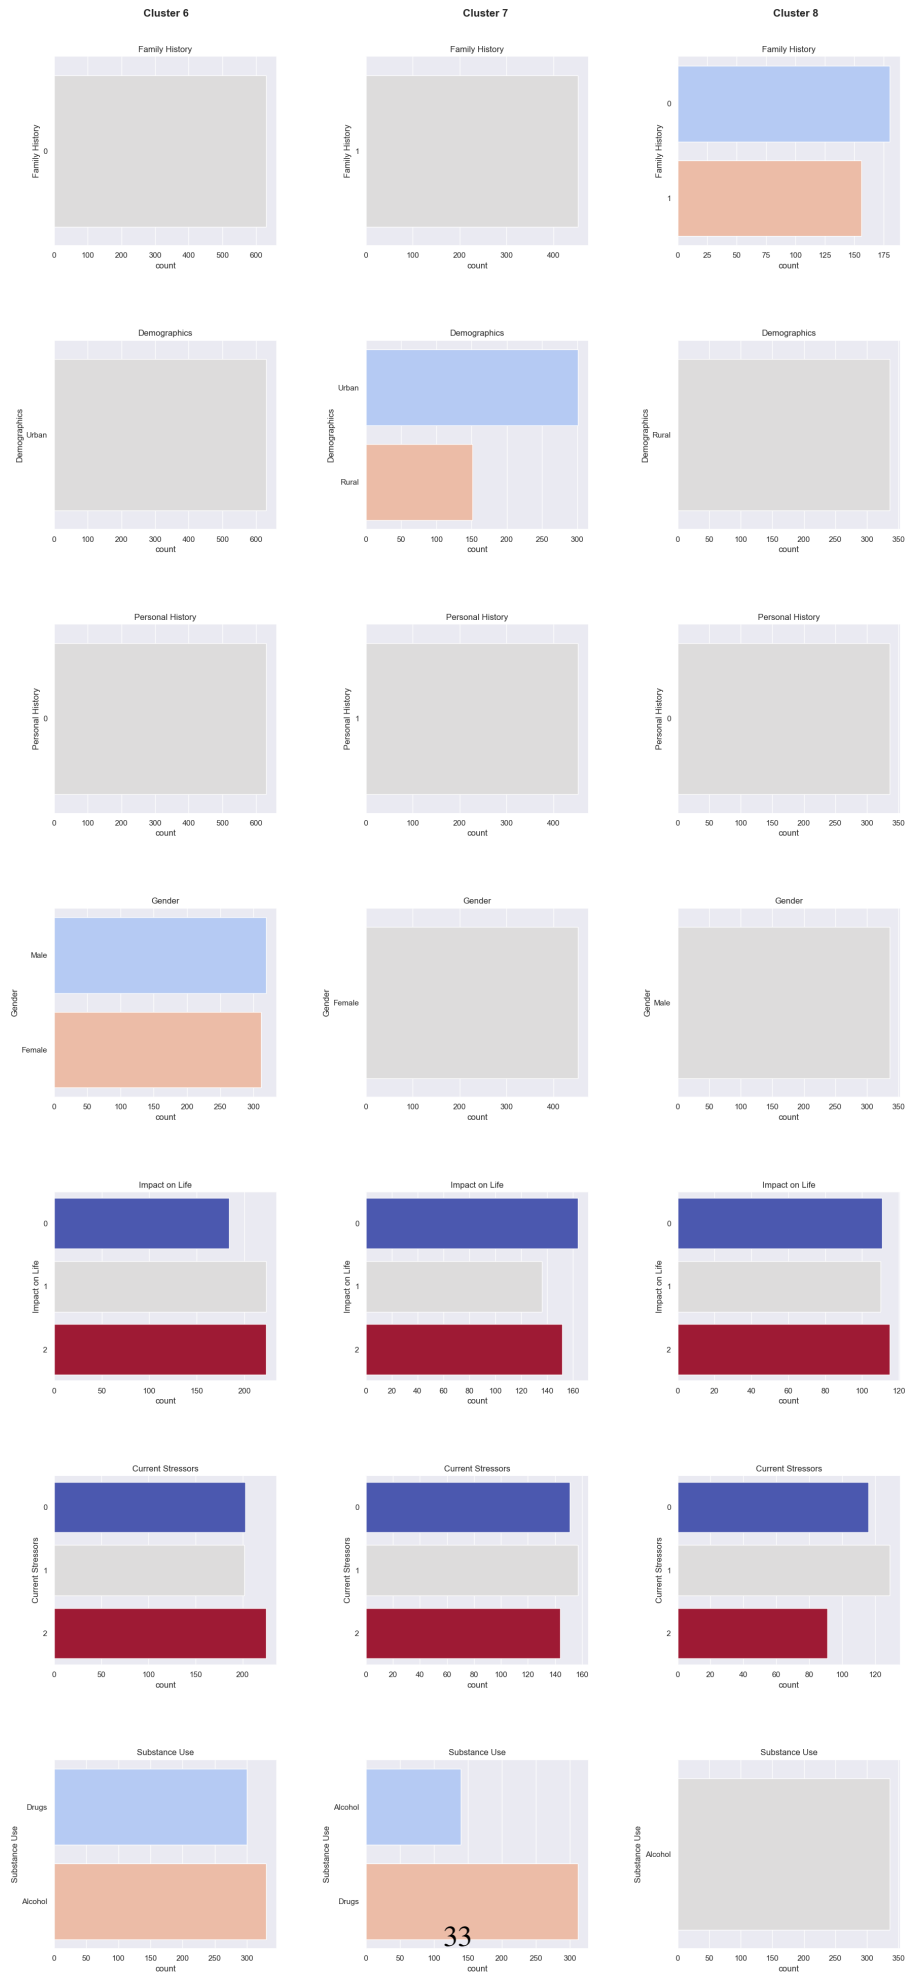 Cluster 6
Cluster 7
Cluster 8
Family History
Family History
0
0 100 200 300 400 500 600
count
Family History
Family History
1
0 100 200 300 400
count
Family History
Family History
0
1
0 25 50 75 100 125 150 175
count
Demographics
Demographics
Urban
0 100 200 300 400 500 600
count
Demographics
Demographics
Urban
Rural
0 50 100 150 200 250 300
count
Demographics
Demographics
Rural
0 50 100 150 200 250 300 350
count
Personal History
Personal History
0
0 100 200 300 400 500 600
count
Personal History
Personal History
1
0 100 200 300 400
count
Personal History
Personal History
0
0 50 100 150 200 250 300 350
count
Gender
Gender
Male
Female
0 50 100 150 200 250 300
count
Gender
Gender
Female
0 100 200 300 400
count
Gender
Gender
Male
0 50 100 150 200 250 300 350
count
Impact on Life
Impact on Life
0
1
2
0 50 100 150 200
count
Impact on Life
Impact on Life
0
1
2
0 20 40 60 80 100 120 140 160
count
Impact on Life
Impact on Life
0
1
2
0 20 40 60 80 100 120
count
Current Stressors
Current Stressors
0
1
2
0 50 100 150 200
count
Current Stressors
Current Stressors
0
1
2
0 20 40 60 80 100 120 140 160
count
Current Stressors
Current Stressors
0
1
2
0 20 40 60 80 100 120
count
Substance Use
Substance Use
Drugs
Alcohol
0 50 100 150 200 250 300
count
Substance Use
Substance Use
Alcohol
Drugs
0 50 100 150 200 250 300
count
Substance Use
Substance Use
Alcohol
0 50 100 150 200 250 300 350
count
33